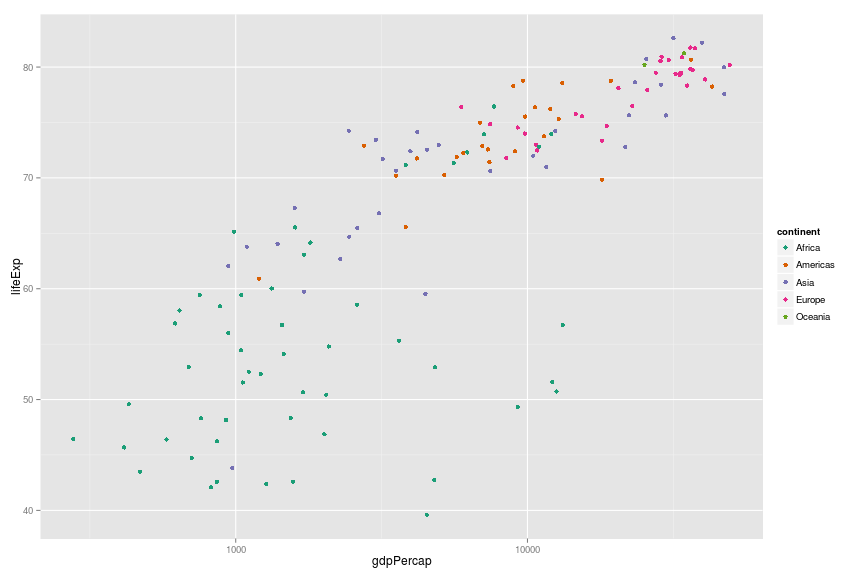 80
70
60
50
40
lifeExp
1000
10000
gdpPercap
continent
Africa
Americas
Asia
Europe
Oceania